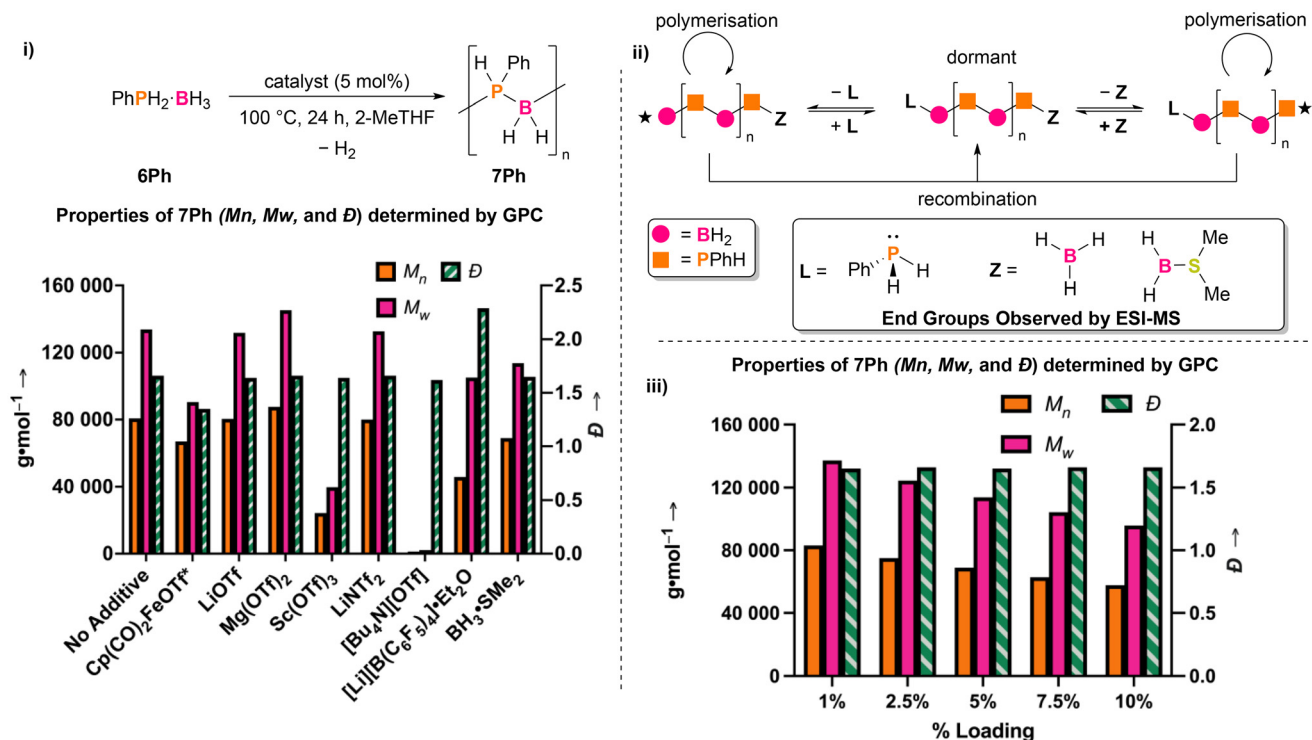 i)
PhPH₂·BH₃
catalyst (5 mol%)
100 °C, 24 h, 2-MeTHF
– H₂
H
Ph
P
B
H
H
n
6Ph
7Ph
Properties of 7Ph (Mn, Mw, and Đ) determined by GPC
Mn
Đ
Mw
g•mol⁻¹ →
160 000
120 000
80 000
40 000
0
2.5
2.0
1.5
1.0
0.5
0.0
Đ →
No Additive
Cp(CO)₂FeOTf*
LiOTf
Mg(OTf)₂
Sc(OTf)₃
LiNTf₂
[Bu₄N][OTf]
[Li][B(C₆F₅)₄]•Et₂O
BH₃•SMe₂
ii)
polymerisation
dormant
polymerisation
★
n
Z
– L
+ L
L
n
Z
– Z
+ Z
L
n
★
recombination
= BH₂
= PPhH
L =
P
Ph
H
H
Z =
H
H
B
H
H
B
S
Me
H
Me
End Groups Observed by ESI-MS
iii)
Properties of 7Ph (Mn, Mw, and Đ) determined by GPC
Mn
Đ
Mw
g•mol⁻¹ →
160 000
120 000
80 000
40 000
0
2.0
1.5
1.0
0.5
0.0
Đ →
1%
2.5%
5%
7.5%
10%
% Loading